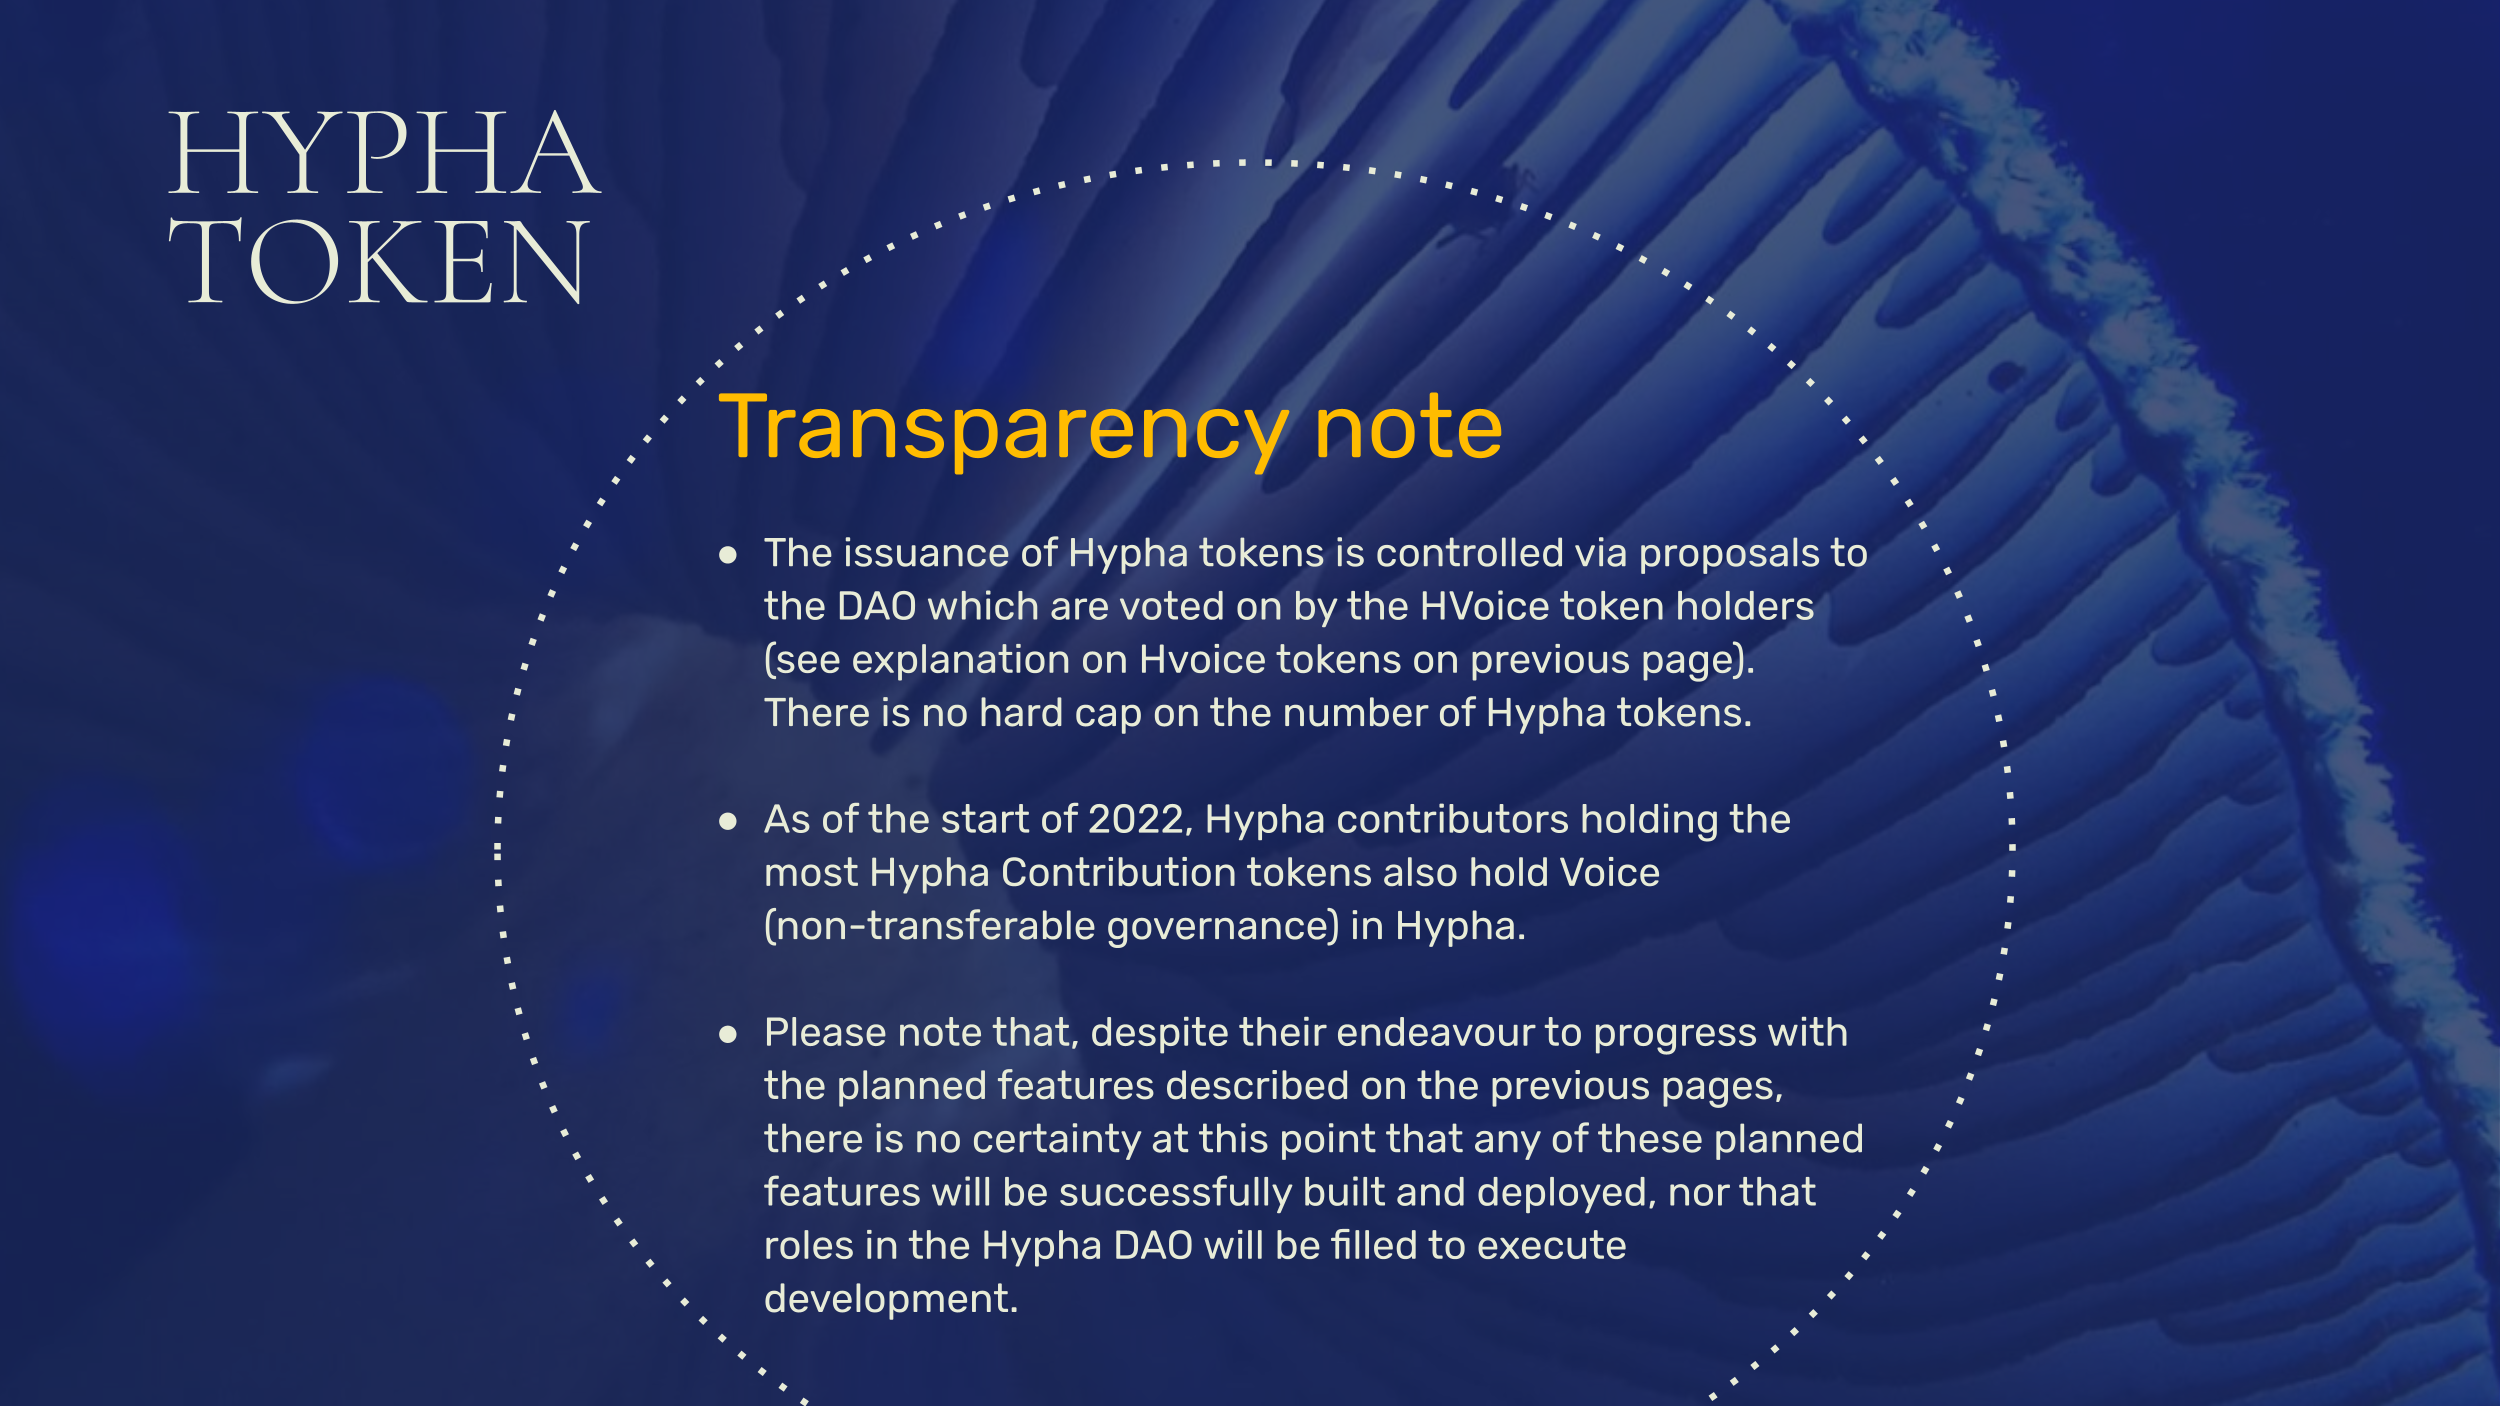 HYPHA
TOKEN
Transparency note
● The issuance of Hypha tokens is controlled via proposals to
the DAO which are voted on by the HVoice token holders
(see explanation on Hvoice tokens on previous page).
There is no hard cap on the number of Hypha tokens.
● As of the start of 2022, Hypha contributors holding the
most Hypha Contribution tokens also hold Voice
(non-transferable governance) in Hypha.
● Please note that, despite their endeavour to progress with
the planned features described on the previous pages,
there is no certainty at this point that any of these planned
features will be successfully built and deployed, nor that
roles in the Hypha DAO will be filled to execute
development.